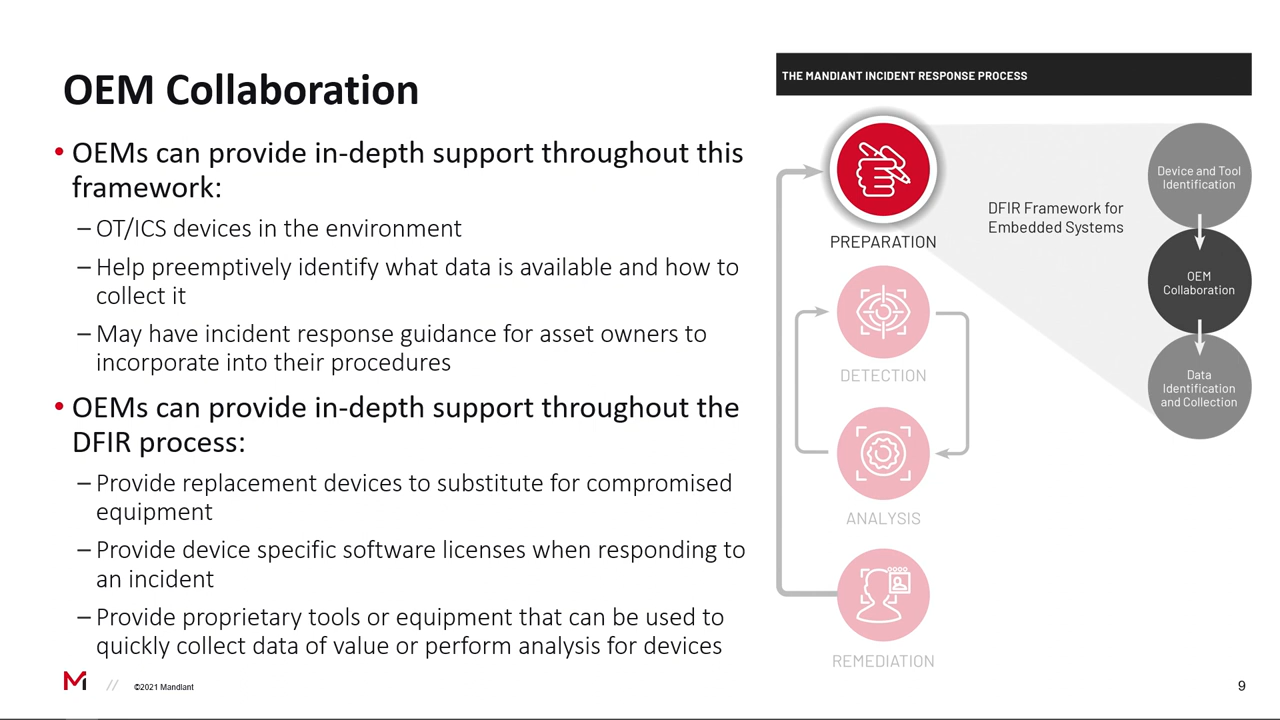 OEM Collaboration
• OEMs can provide in-depth support throughout this
framework:
– OT/ICS devices in the environment
– Help preemptively identify what data is available and how to
collect it
– May have incident response guidance for asset owners to
incorporate into their procedures
• OEMs can provide in-depth support throughout the
DFIR process:
– Provide replacement devices to substitute for compromised
equipment
– Provide device specific software licenses when responding to
an incident
– Provide proprietary tools or equipment that can be used to
quickly collect data of value or perform analysis for devices
THE MANDIANT INCIDENT RESPONSE PROCESS
PREPARATION
DETECTION
ANALYSIS
REMEDIATION
DFIR Framework for
Embedded Systems
Device and Tool
Identification
OEM
Collaboration
Data
Identification
and Collection
M // ©2021 Mandiant
9